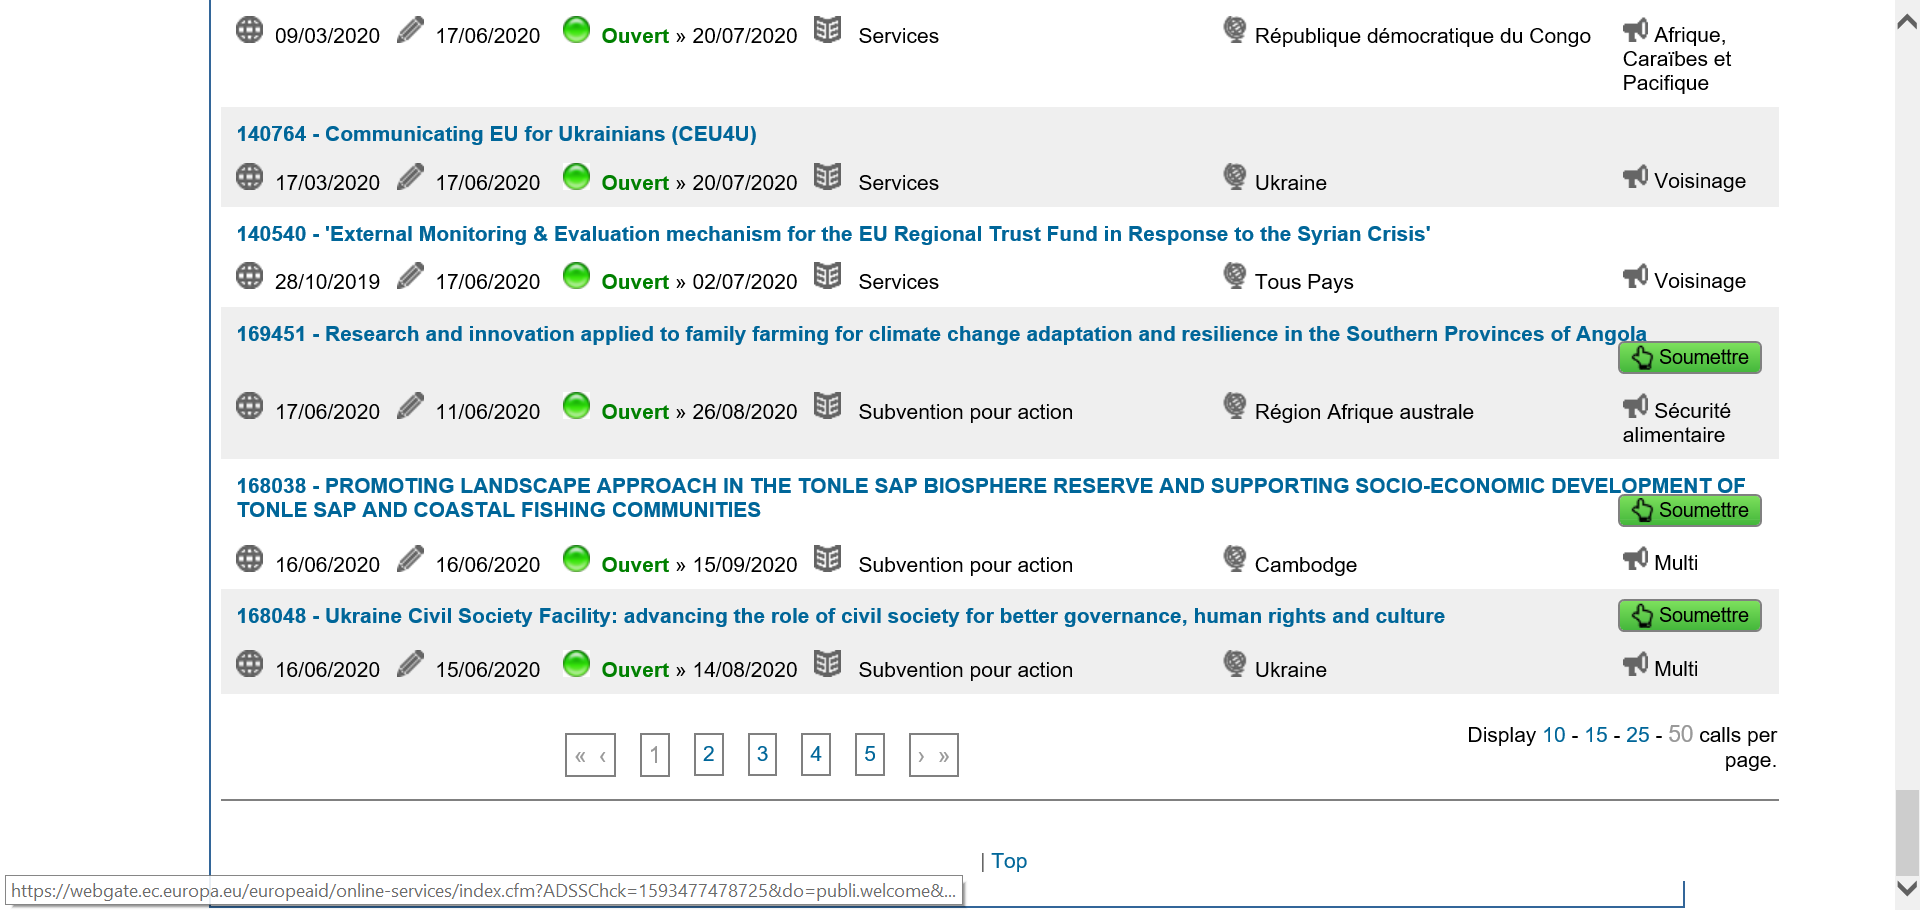 09/03/2020 17/06/2020 Ouvert » 20/07/2020 Services République démocratique du Congo Afrique,
Caraïbes et
Pacifique
140764 - Communicating EU for Ukrainians (CEU4U)
17/03/2020 17/06/2020 Ouvert » 20/07/2020 Services Ukraine Voisinage
140540 - 'External Monitoring & Evaluation mechanism for the EU Regional Trust Fund in Response to the Syrian Crisis'
28/10/2019 17/06/2020 Ouvert » 02/07/2020 Services Tous Pays Voisinage
169451 - Research and innovation applied to family farming for climate change adaptation and resilience in the Southern Provinces of Angola
Soumettre
17/06/2020 11/06/2020 Ouvert » 26/08/2020 Subvention pour action Région Afrique australe Sécurité
alimentaire
168038 - PROMOTING LANDSCAPE APPROACH IN THE TONLE SAP BIOSPHERE RESERVE AND SUPPORTING SOCIO-ECONOMIC DEVELOPMENT OF
TONLE SAP AND COASTAL FISHING COMMUNITIES
Soumettre
16/06/2020 16/06/2020 Ouvert » 15/09/2020 Subvention pour action Cambodge Multi
168048 - Ukraine Civil Society Facility: advancing the role of civil society for better governance, human rights and culture
Soumettre
16/06/2020 15/06/2020 Ouvert » 14/08/2020 Subvention pour action Ukraine Multi
« ‹ 1 2 3 4 5 › »
Display 10 - 15 - 25 - 50 calls per
page.
| Top
https://webgate.ec.europa.eu/europeaid/online-services/index.cfm?ADSSChck=1593477478725&do=publi.welcome&...